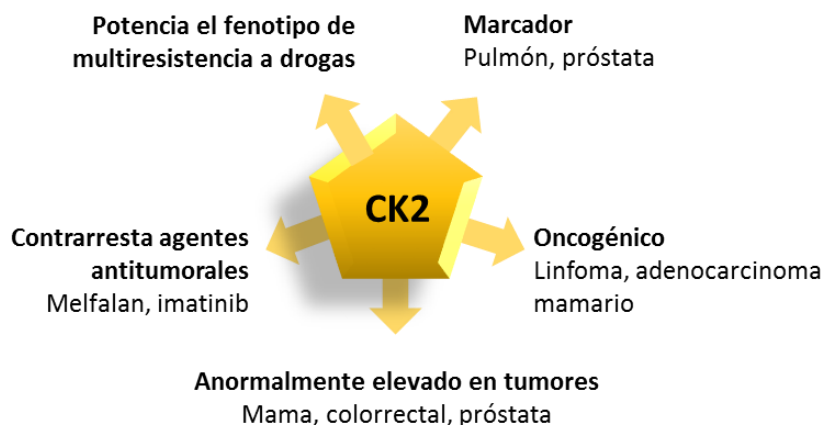 Potencia el fenotipo de
multiresistencia a drogas
Marcador
Pulmón, próstata
CK2
Contrarresta agentes
antitumorales
Melfalan, imatinib
Oncogénico
Linfoma, adenocarcinoma
mamario
Anormalmente elevado en tumores
Mama, colorrectal, próstata